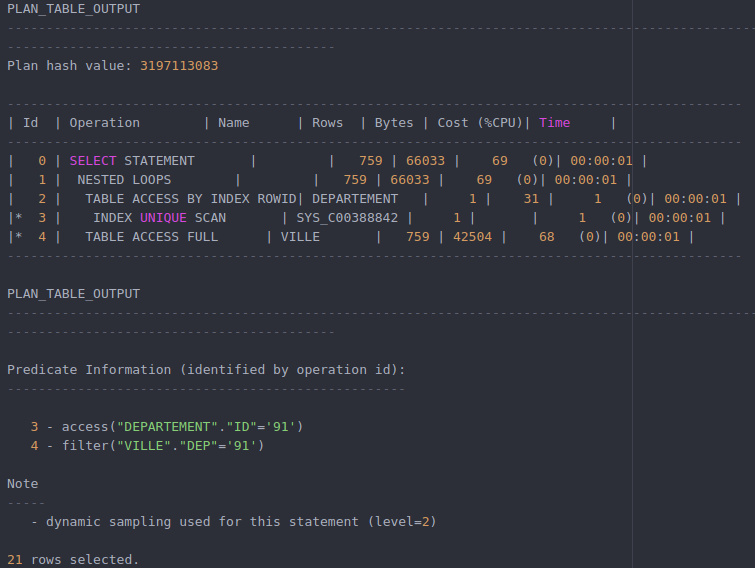 PLAN_TABLE_OUTPUT
------------------------------------------------------------------------------------------------
------------------------------------------
Plan hash value: 3197113083
----------------------------------------------------------------------------------------------
| Id  | Operation        | Name      | Rows  | Bytes | Cost (%CPU)| Time     |
----------------------------------------------------------------------------------------------
|   0 | SELECT STATEMENT       |         |   759 | 66033 |    69   (0)| 00:00:01 |
|   1 |  NESTED LOOPS        |         |   759 | 66033 |    69   (0)| 00:00:01 |
|   2 |   TABLE ACCESS BY INDEX ROWID| DEPARTEMENT   |     1 |    31 |     1   (0)| 00:00:01 |
|*  3 |    INDEX UNIQUE SCAN       | SYS_C00388842 |     1 |       |     1   (0)| 00:00:01 |
|*  4 |   TABLE ACCESS FULL      | VILLE       |   759 | 42504 |    68   (0)| 00:00:01 |
----------------------------------------------------------------------------------------------
PLAN_TABLE_OUTPUT
------------------------------------------------------------------------------------------------
------------------------------------------
Predicate Information (identified by operation id):
---------------------------------------------------
   3 - access("DEPARTEMENT"."ID"='91')
   4 - filter("VILLE"."DEP"='91')
Note
-----
   - dynamic sampling used for this statement (level=2)
21 rows selected.